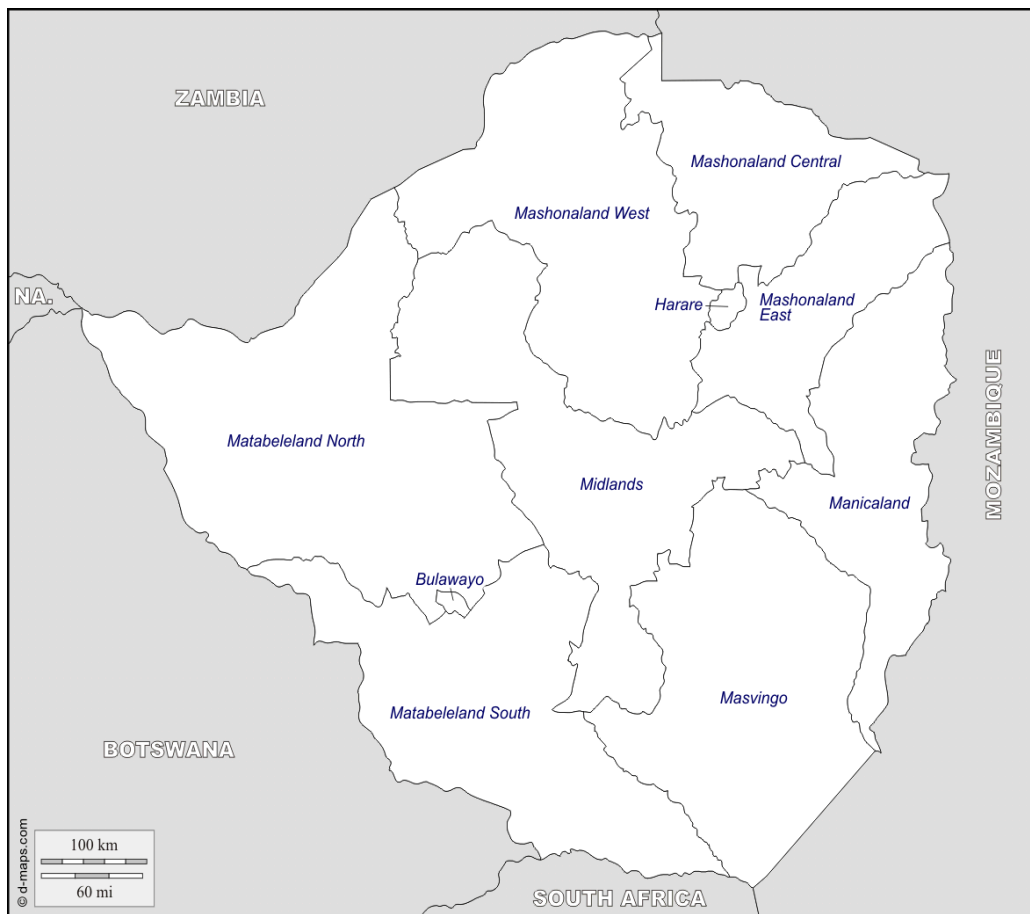 ZAMBIA
Mashonaland Central
Mashonaland West
NA.
Harare
Mashonaland
East
MOZAMBIQUE
Matabeleland North
Midlands
Manicaland
Bulawayo
Masvingo
Matabeleland South
BOTSWANA
© d-maps.com
100 km
60 mi
SOUTH AFRICA